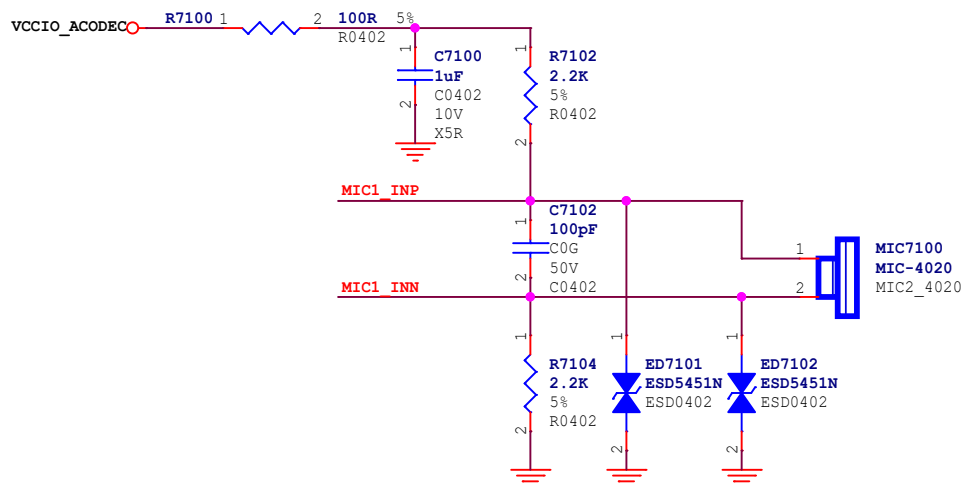 VCCIO_ACODEC
R7100 1
2 100R 5%
R0402
1
C7100
1uF
C0402
10V
X5R
2
1
R7102
2.2K
5%
R0402
2
MIC1_INP
1
C7102
100pF
C0G
50V
C0402
2
MIC1_INN
1
2
MIC7100
MIC-4020
MIC2_4020
1
R7104
2.2K
5%
R0402
2
1
ED7101
ESD5451N
ESD0402
2
1
ED7102
ESD5451N
ESD0402
2